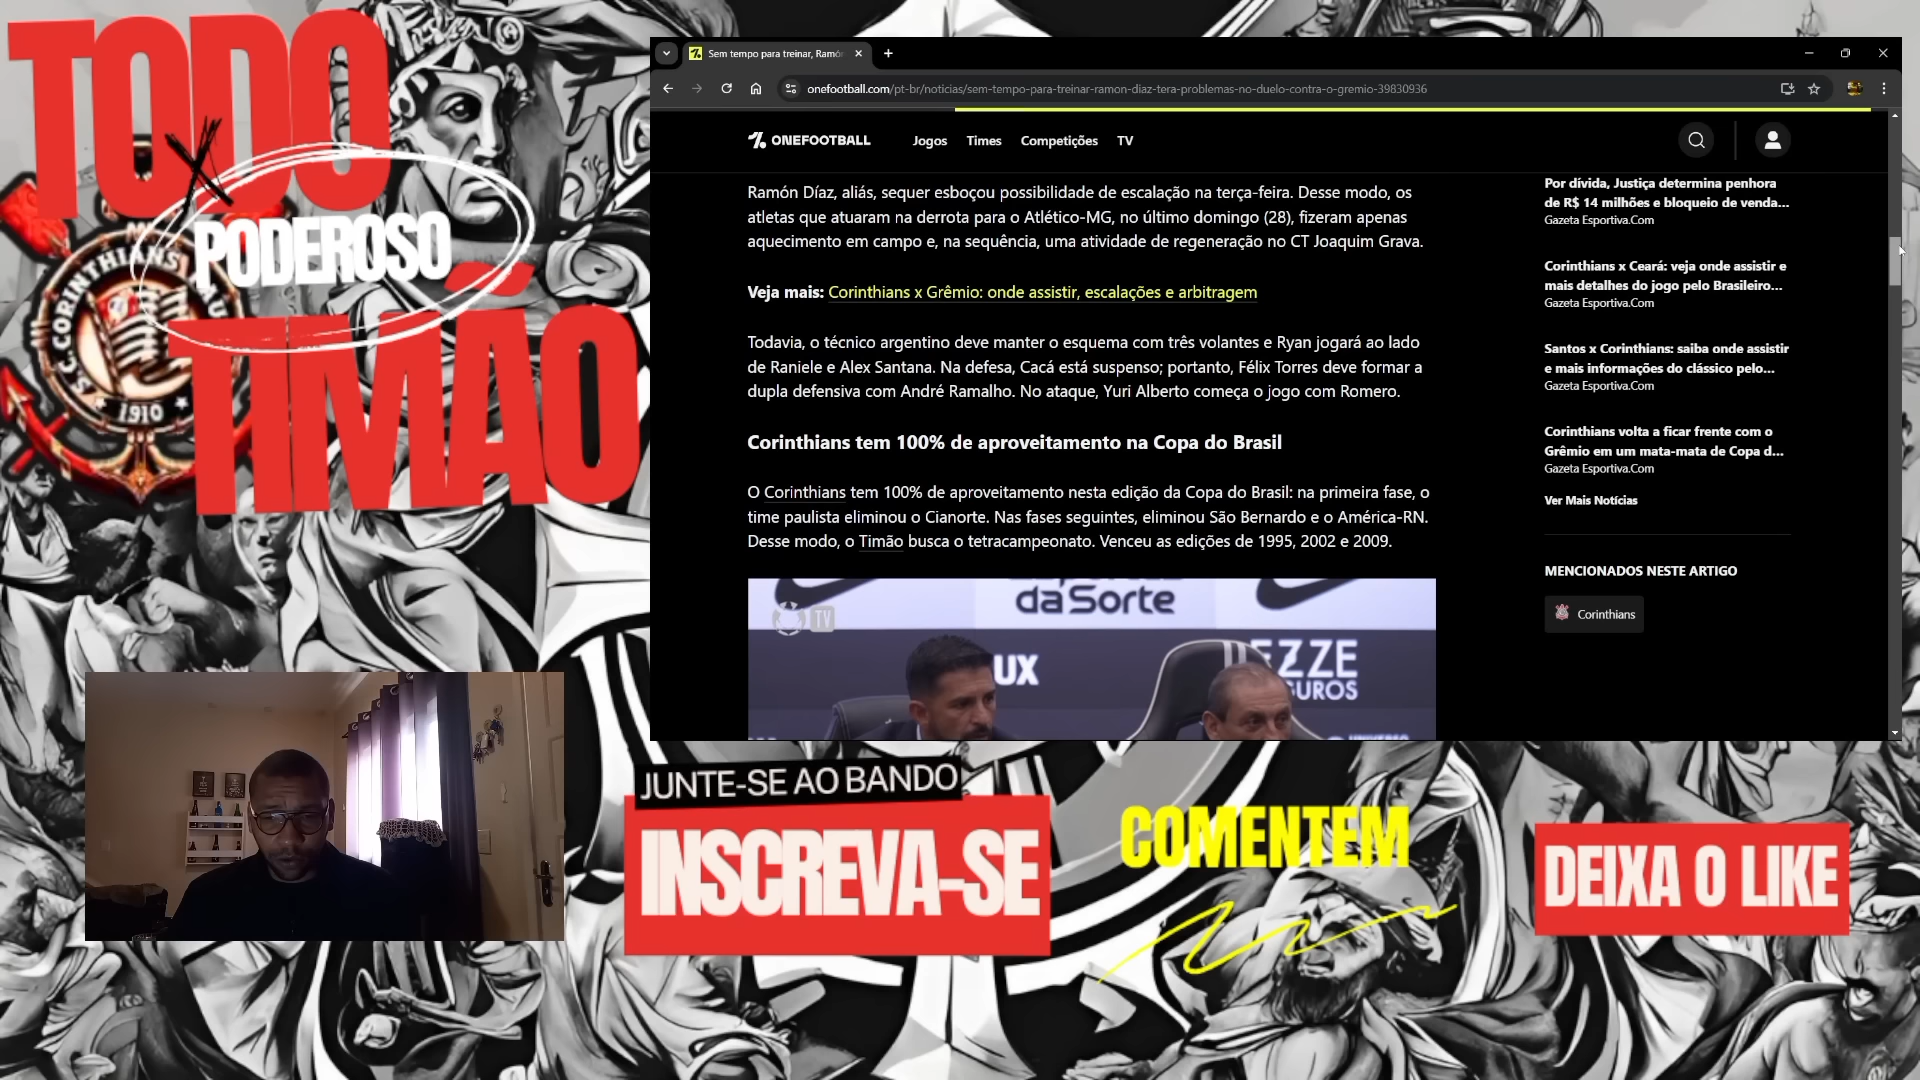 TODO
PODEROSO
TIMÃO
S.C. CORINTHIANS
1910
Sem tempo para treinar, Ramó
onefootball.com/pt-br/noticias/sem-tempo-para-treinar-ramon-diaz-tera-problemas-no-duelo-contra-o-gremio-39830936
ONEFOOTBALL
Jogos
Times
Competições
TV
Ramón Díaz, aliás, sequer esboçou possibilidade de escalação na terça-feira. Desse modo, os
atletas que atuaram na derrota para o Atlético-MG, no último domingo (28), fizeram apenas
aquecimento em campo e, na sequência, uma atividade de regeneração no CT Joaquim Grava.
Veja mais: Corinthians x Grêmio: onde assistir, escalações e arbitragem
Todavia, o técnico argentino deve manter o esquema com três volantes e Ryan jogará ao lado
de Raniele e Alex Santana. Na defesa, Cacá está suspenso; portanto, Félix Torres deve formar a
dupla defensiva com André Ramalho. No ataque, Yuri Alberto começa o jogo com Romero.
Corinthians tem 100% de aproveitamento na Copa do Brasil
O Corinthians tem 100% de aproveitamento nesta edição da Copa do Brasil: na primeira fase, o
time paulista eliminou o Cianorte. Nas fases seguintes, eliminou São Bernardo e o América-RN.
Desse modo, o Timão busca o tetracampeonato. Venceu as edições de 1995, 2002 e 2009.
da Sorte
TV
UX
EZZE
GUROS
Por dívida, Justiça determina penhora
de R$ 14 milhões e bloqueio de venda...
Gazeta Esportiva.Com
Corinthians x Ceará: veja onde assistir e
mais detalhes do jogo pelo Brasileiro...
Gazeta Esportiva.Com
Santos x Corinthians: saiba onde assistir
e mais informações do clássico pelo...
Gazeta Esportiva.Com
Corinthians volta a ficar frente com o
Grêmio em um mata-mata de Copa d...
Gazeta Esportiva.Com
Ver Mais Notícias
MENCIONADOS NESTE ARTIGO
Corinthians
JUNTE-SE AO BANDO
INSCREVA-SE
COMENTEM
DEIXA O LIKE